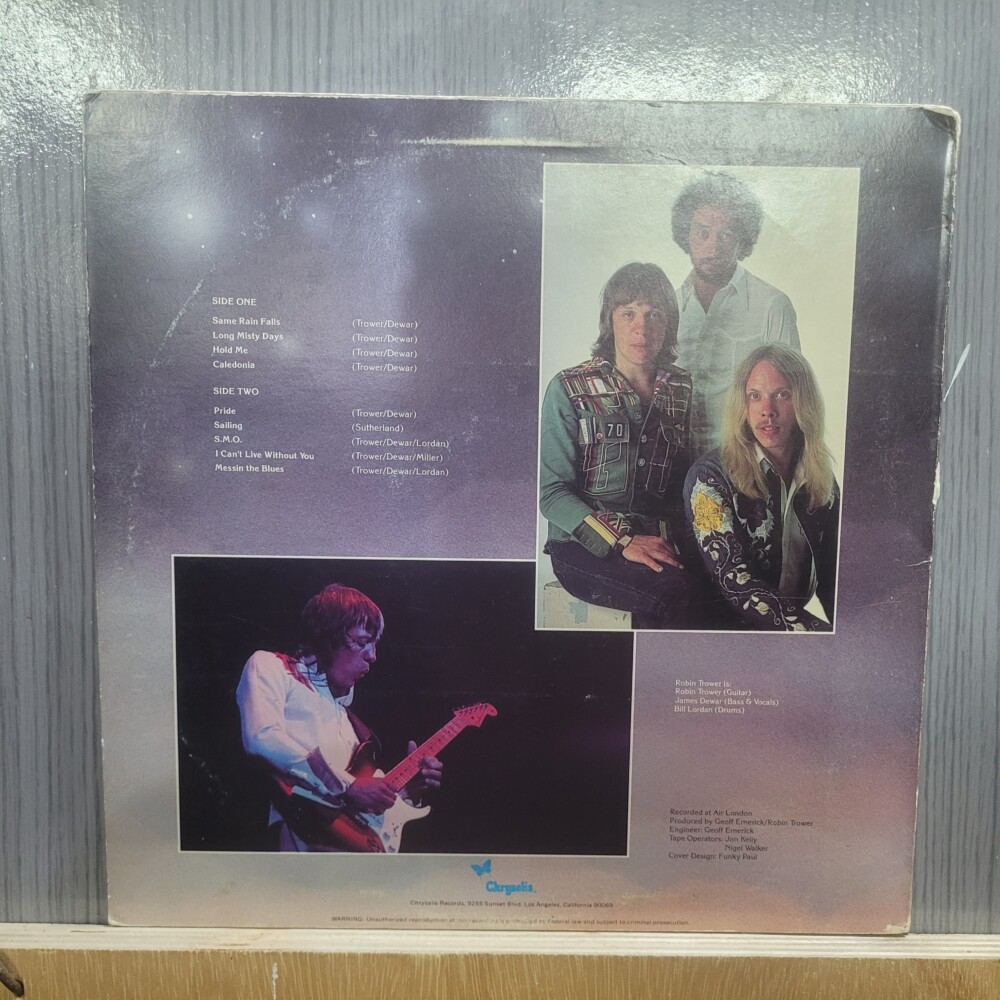 SIDE ONE
Same Rain Falls (Trower/Dewar)
Long Misty Days (Trower/Dewar)
Hold Me (Trower/Dewar)
Caledonia (Trower/Dewar)
SIDE TWO
Pride (Trower/Dewar)
Sailing (Sutherland)
S.M.O. (Trower/Dewar/Lordan)
I Can't Live Without You (Trower/Dewar/Miller)
Messin the Blues (Trower/Dewar/Lordan)
70
Robin Trower is:
Robin Trower (Guitar)
James Dewar (Bass & Vocals)
Bill Lordan (Drums)
Recorded at Air London
Produced by Geoff Emerick/Robin Trower
Engineer: Geoff Emerick
Tape Operators: Jon Kelly
Nigel Walker
Cover Design: Funky Paul
Chrysalis
Chrysalis Records, 9255 Sunset Blvd. Los Angeles, California 90069
WARNING: Unauthorized reproduction of this recording is prohibited by Federal law and subject to criminal prosecution.